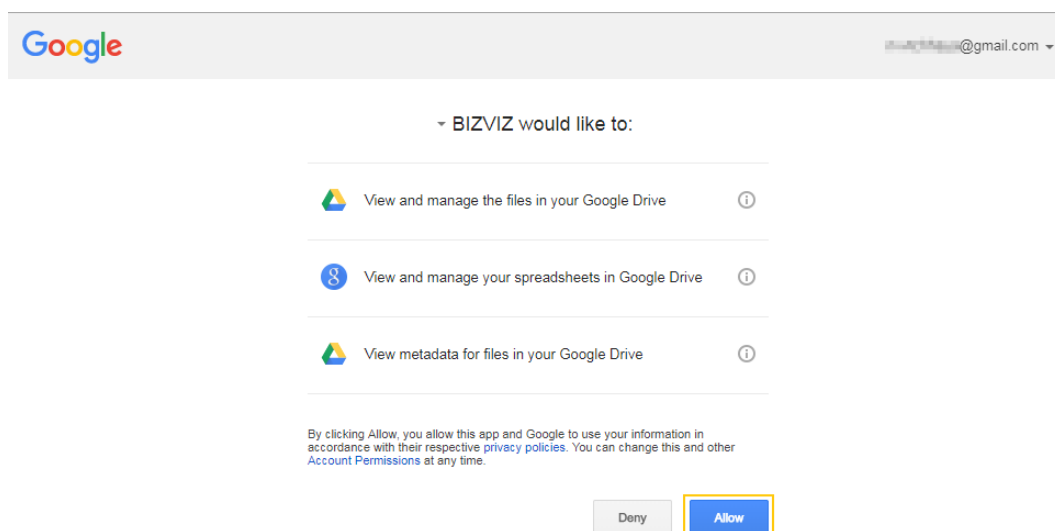 Google
@gmail.com
BIZVIZ would like to:
View and manage the files in your Google Drive
View and manage your spreadsheets in Google Drive
View metadata for files in your Google Drive
By clicking Allow, you allow this app and Google to use your information in
accordance with their respective privacy policies. You can change this and other
Account Permissions at any time.
Deny
Allow